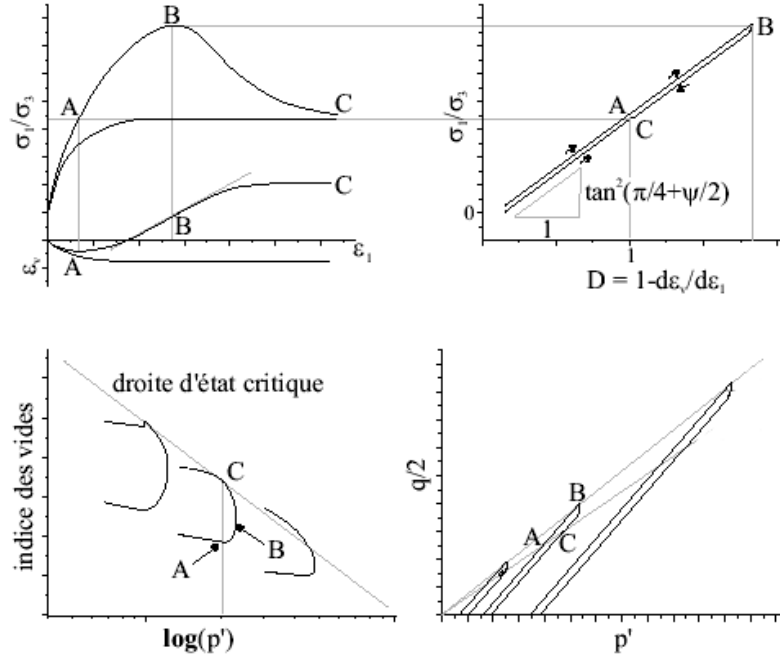 B
A
C
σ1/σ3
C
B
εv
A
ε1
B
A
C
σ1/σ3
tan²(π/4+ψ/2)
0
1
1
D = 1-dεv/dε1
droite d'état critique
indice des vides
C
B
A
log(p')
q/2
B
A
C
p'